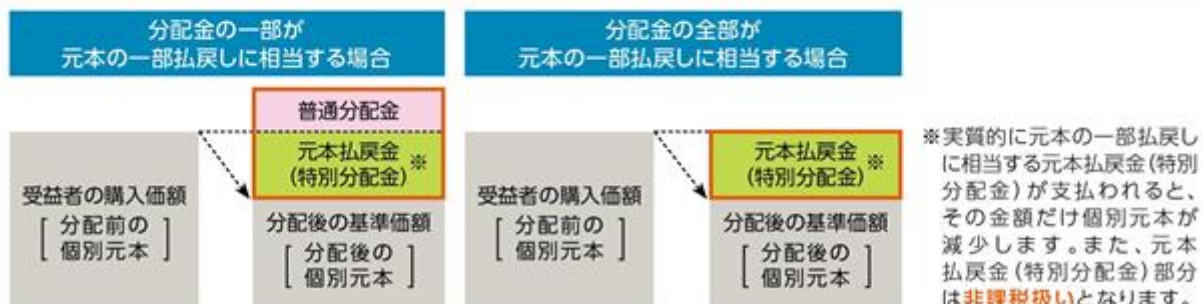 分配金の一部が
元本の一部払戻しに相当する場合
普通分配金
元本払戻金
(特別分配金)
※
受益者の購入価額
分配前の
個別元本
分配後の基準価額
分配後の
個別元本
分配金の全部が
元本の一部払戻しに相当する場合
元本払戻金
(特別分配金)
※
受益者の購入価額
分配前の
個別元本
分配後の基準価額
分配後の
個別元本
※実質的に元本の一部払戻し
に相当する元本払戻金(特別
分配金)が支払われると、
その金額だけ個別元本が
減少します。また、元本
払戻金(特別分配金)部分
は非課税扱いとなります。